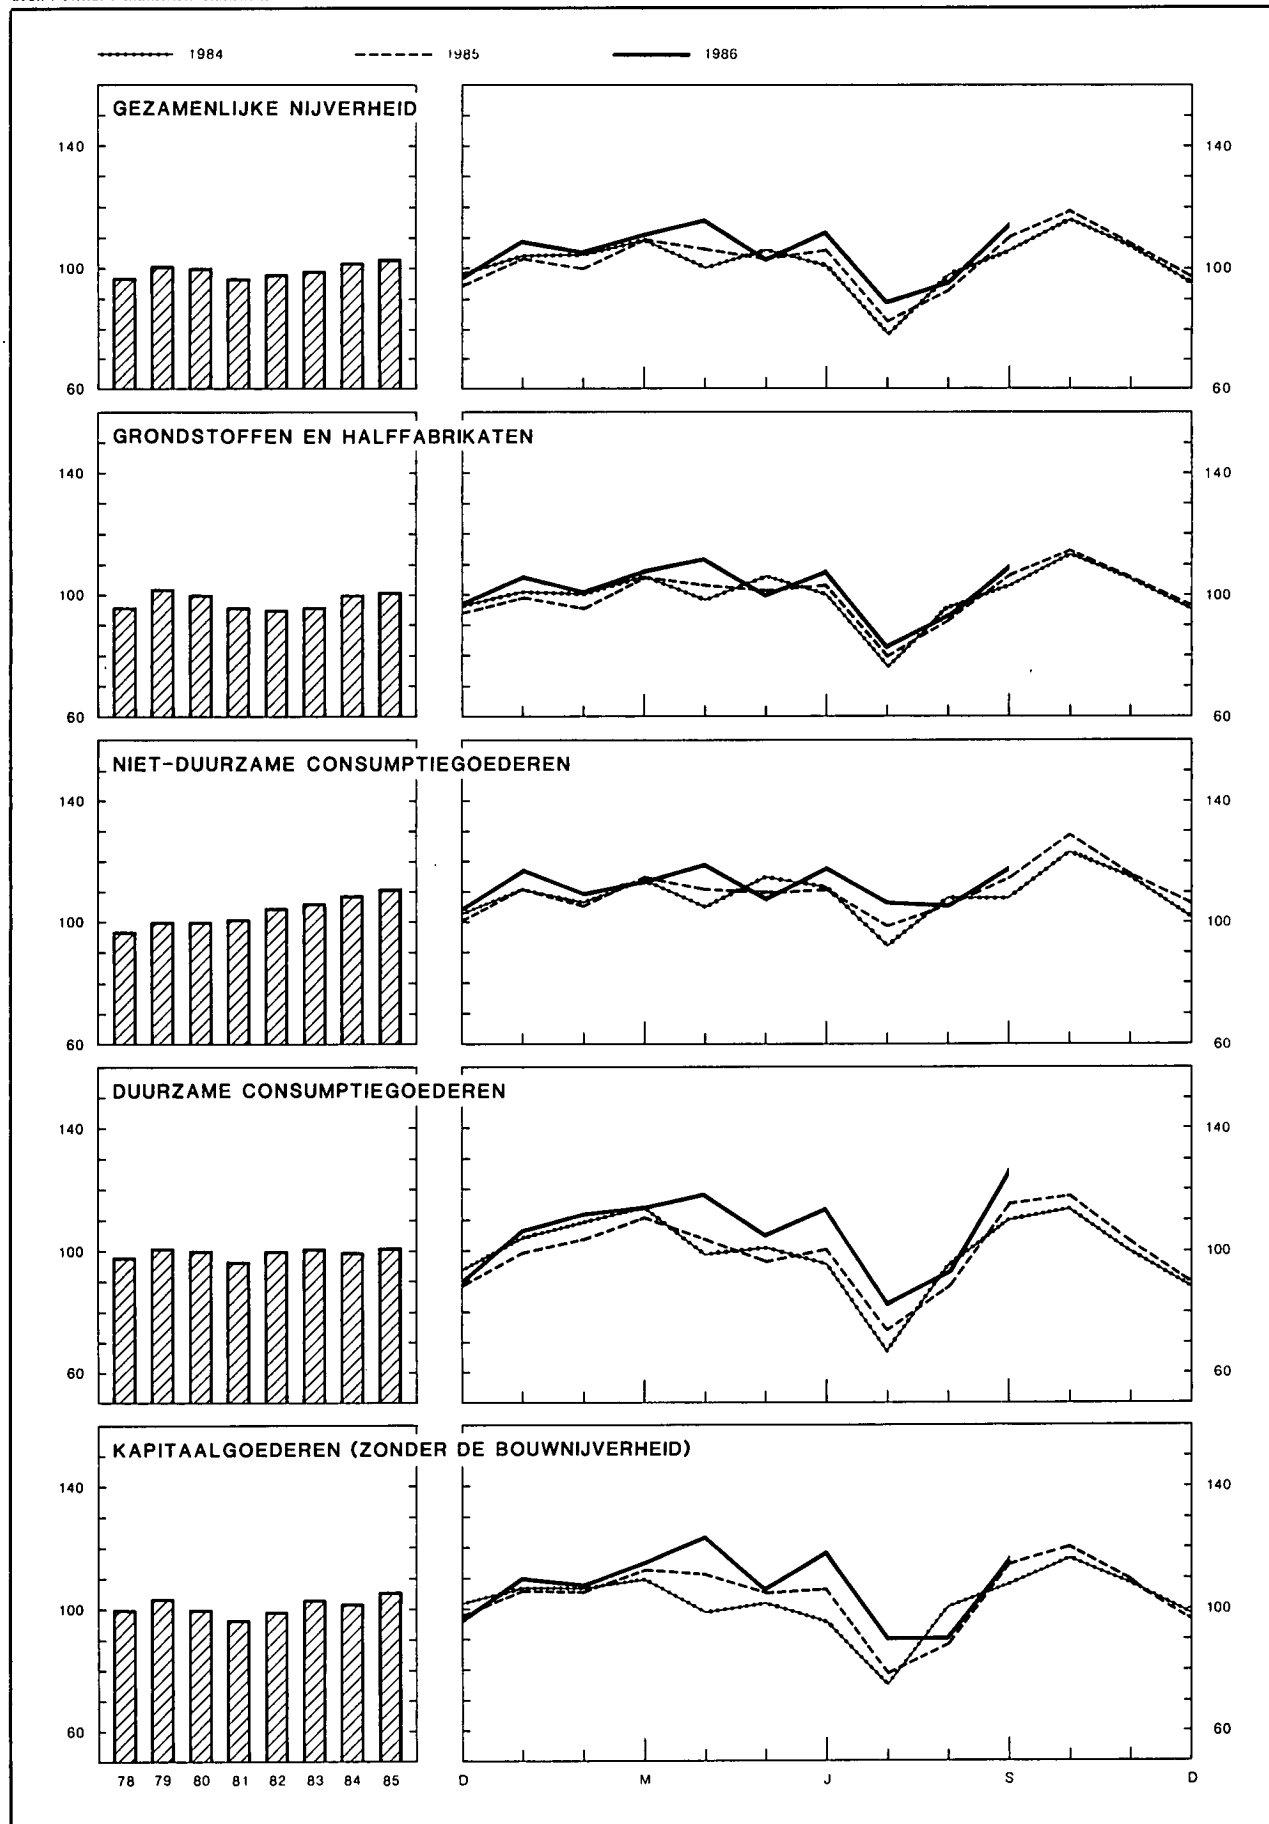 1984 1985 1986
GEZAMENLIJKE NIJVERHEID
140 140
100 100
60 60
GRONDSTOFFEN EN HALFFABRIKATEN
140 140
100 100
60 60
NIET-DUURZAME CONSUMPTIEGOEDEREN
140 140
100 100
60 60
DUURZAME CONSUMPTIEGOEDEREN
140 140
100 100
60 60
KAPITAALGOEDEREN (ZONDER DE BOUWNIJVERHEID)
140 140
100 100
60 60
78 79 80 81 82 83 84 85 D M J S D